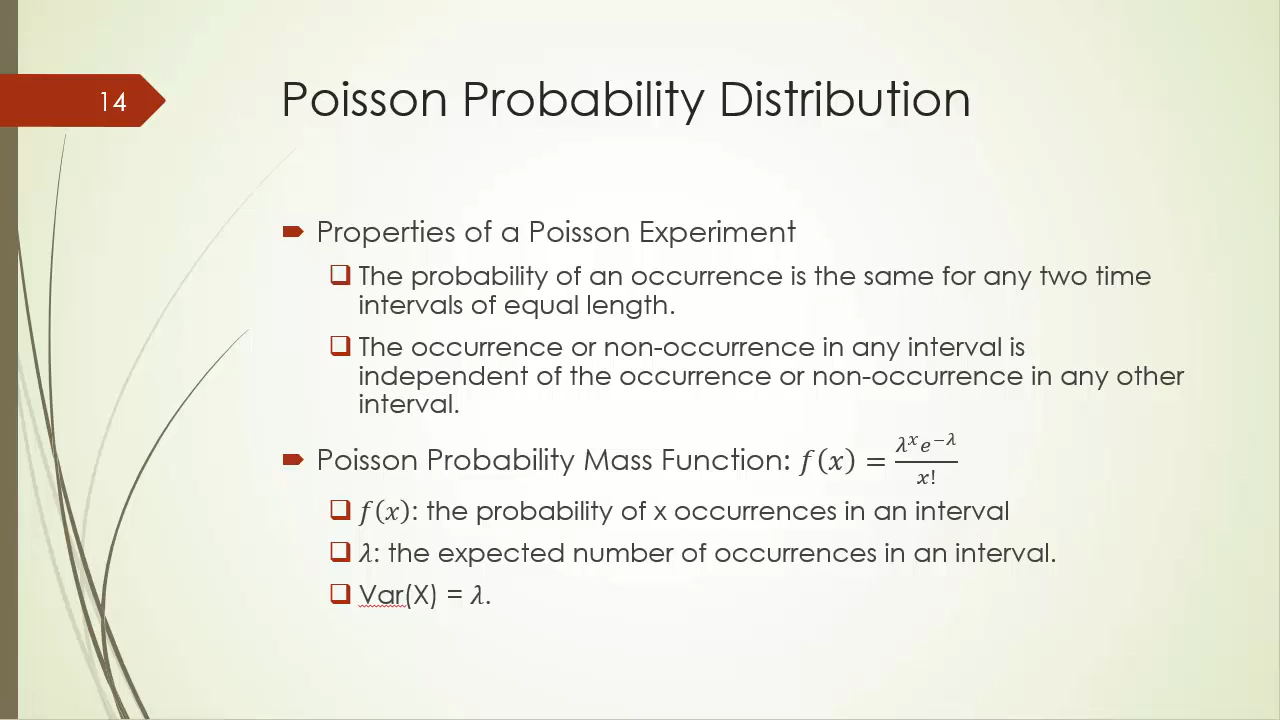 14
Poisson Probability Distribution
Properties of a Poisson Experiment
The probability of an occurrence is the same for any two time
intervals of equal length.
The occurrence or non-occurrence in any interval is
independent of the occurrence or non-occurrence in any other
interval.
Poisson Probability Mass Function: 𝑓(𝑥) = \frac{λ^x e^{−λ}}{x!}
𝑓(𝑥): the probability of x occurrences in an interval
𝜆: the expected number of occurrences in an interval.
Var(X) = 𝜆.